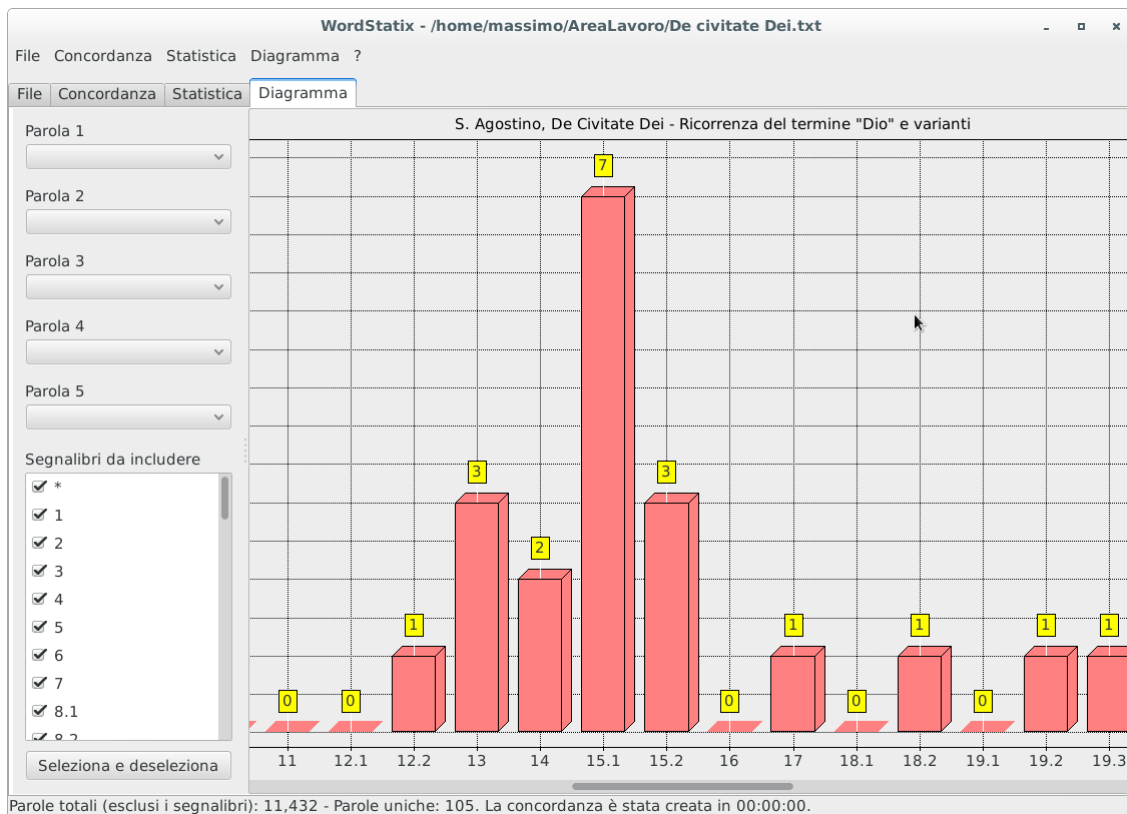 WordStatix - /home/massimo/AreaLavoro/De civitate Dei.txt
File Concordanza Statistica Diagramma ?
File Concordanza Statistica Diagramma
Parola 1
Parola 2
Parola 3
Parola 4
Parola 5
Segnalibri da includere
*
1
2
3
4
5
6
7
8.1
8.2
Seleziona e deseleziona
S. Agostino, De Civitate Dei - Ricorrenza del termine "Dio" e varianti
0 0 1 3 2 7 3 0 1 0 1 0 1 1
11 12.1 12.2 13 14 15.1 15.2 16 17 18.1 18.2 19.1 19.2 19.3
Parole totali (esclusi i segnalibri): 11,432 - Parole uniche: 105. La concordanza è stata creata in 00:00:00.